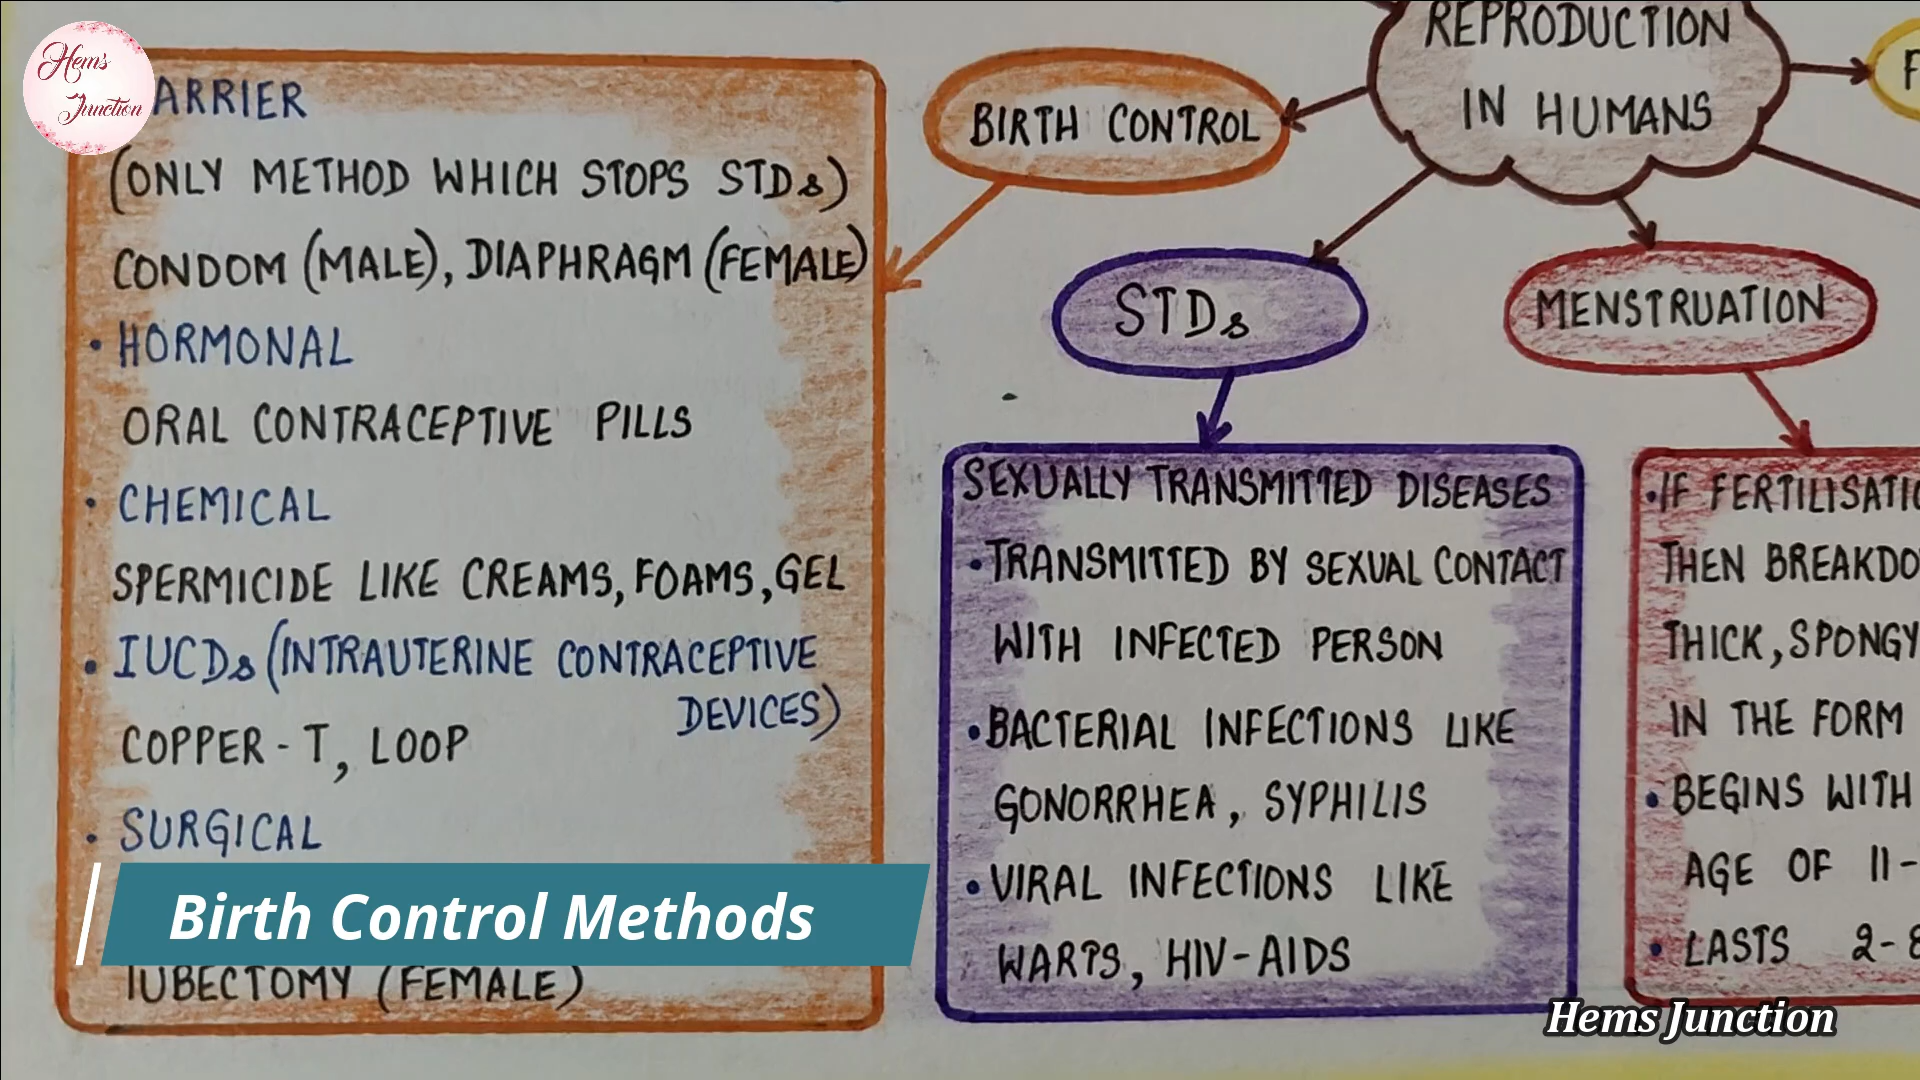 Hems
Junction
ARRIER
(ONLY METHOD WHICH STOPS STDs)
CONDOM (MALE), DIAPHRAGM (FEMALE)
• HORMONAL
ORAL CONTRACEPTIVE PILLS
• CHEMICAL
SPERMICIDE LIKE CREAMS, FOAMS, GEL
• IUCDs (INTRAUTERINE CONTRACEPTIVE
DEVICES)
COPPER - T, LOOP
• SURGICAL
Birth Control Methods
TUBECTOMY (FEMALE)
BIRTH CONTROL
REPRODUCTION
IN HUMANS
F
STDs
SEXUALLY TRANSMITTED DISEASES
• TRANSMITTED BY SEXUAL CONTACT
WITH INFECTED PERSON
• BACTERIAL INFECTIONS LIKE
GONORRHEA, SYPHILIS
• VIRAL INFECTIONS LIKE
WARTS, HIV-AIDS
MENSTRUATION
• IF FERTILISATIO
THEN BREAKDO
THICK, SPONGY
IN THE FORM
• BEGINS WITH
AGE OF 11-
• LASTS 2-8
Hems Junction